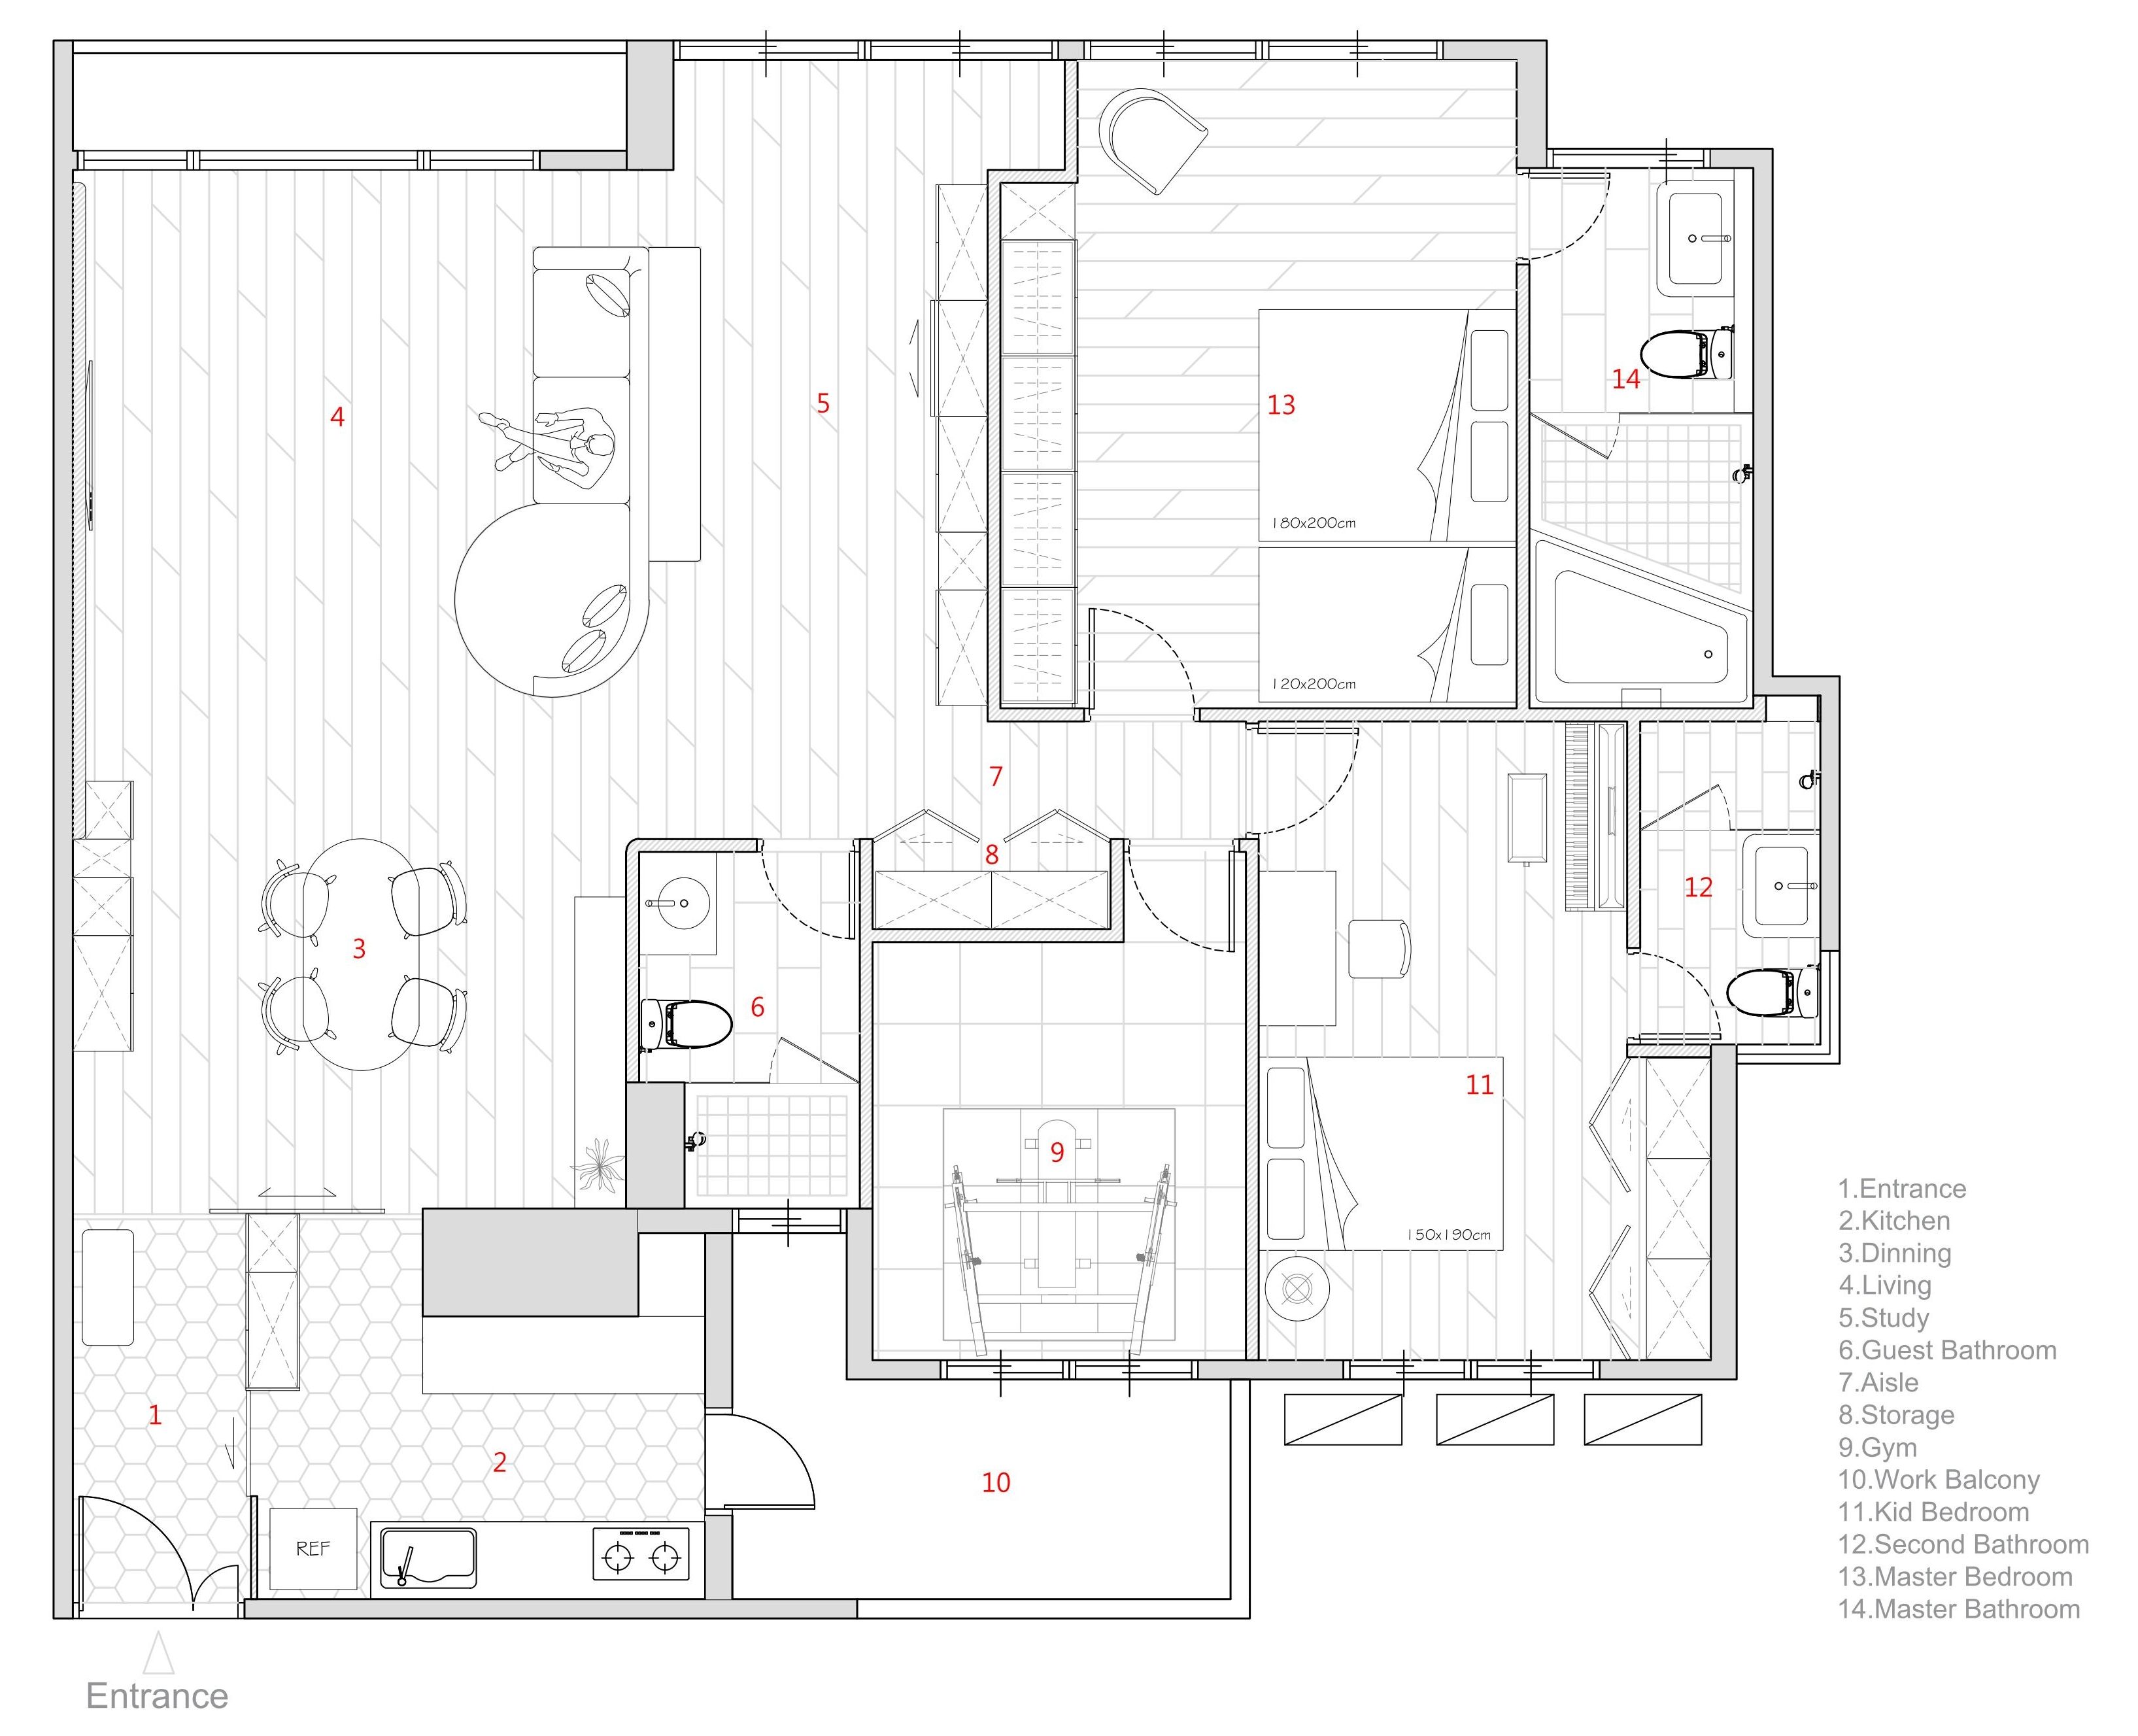 4
5
13
14
180x200cm
120x200cm
7
8
12
3
6
11
9
150x190cm
1
2
10
REF
Entrance
1.Entrance
2.Kitchen
3.Dinning
4.Living
5.Study
6.Guest Bathroom
7.Aisle
8.Storage
9.Gym
10.Work Balcony
11.Kid Bedroom
12.Second Bathroom
13.Master Bedroom
14.Master Bathroom